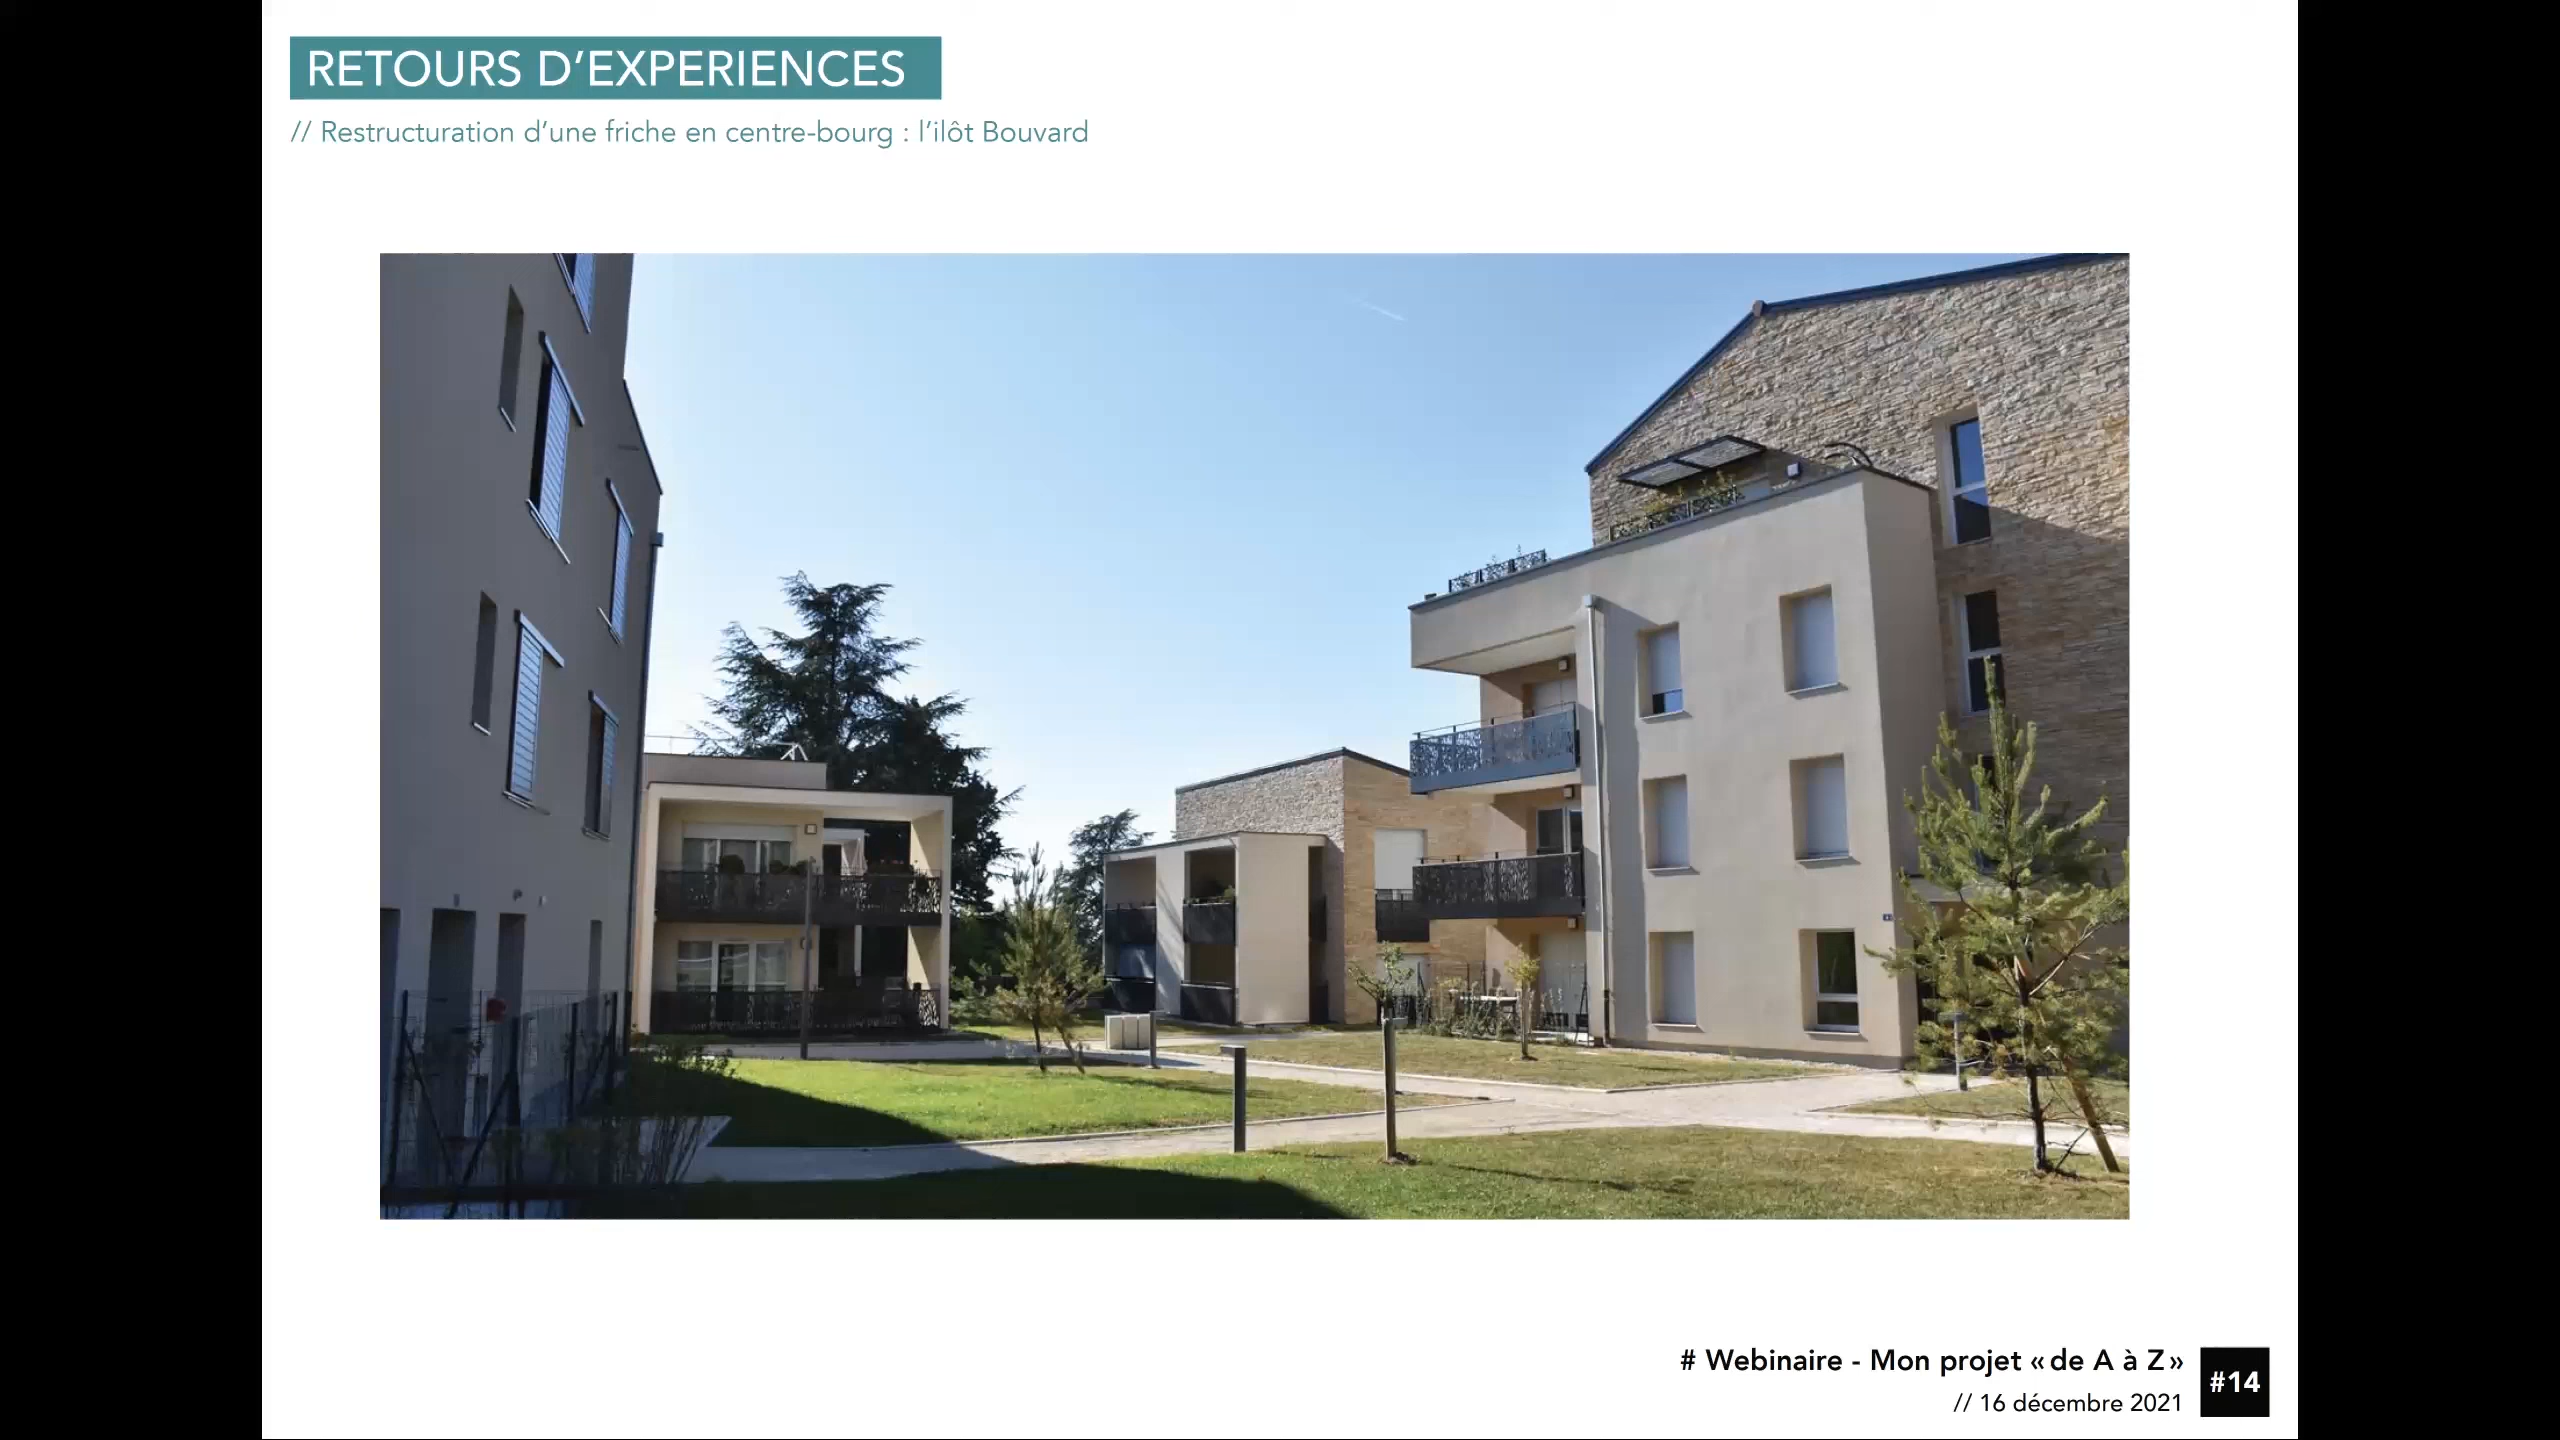 RETOURS D’EXPERIENCES
// Restructuration d’une friche en centre-bourg : l’ilôt Bouvard
# Webinaire - Mon projet « de A à Z »
// 16 décembre 2021
#14